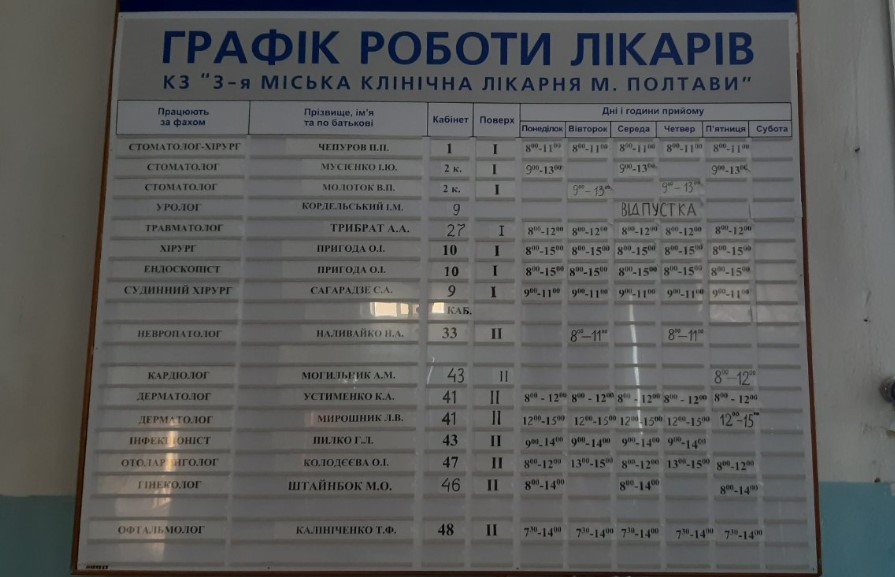 ГРАФІК РОБОТИ ЛІКАРІВ
КЗ "3-я МІСЬКА КЛІНІЧНА ЛІКАРНЯ М. ПОЛТАВИ"
Працюють за фахом Прізвище, ім'я та по батькові Кабінет Поверх Дні і години прийому
Понеділок Вівторок Середа Четвер П'ятниця Субота
СТОМАТОЛОГ-ХІРУРГ ЧЕПУРОВ П.П. 1 I 8⁰⁰-11⁰⁰ 8⁰⁰-11⁰⁰ 8⁰⁰-11⁰⁰ 8⁰⁰-11⁰⁰ 8⁰⁰-11⁰⁰
СТОМАТОЛОГ МУСІЄНКО І.Ю. 2 к. I 9⁰⁰-13⁰⁰ 9⁰⁰-13⁰⁰ 9⁰⁰-13⁰⁰
СТОМАТОЛОГ МОЛОТОК В.П. 2 к. I 9⁰⁰-13⁰⁰ 9⁰⁰-13⁰⁰
УРОЛОГ КОРДЕЛЬСЬКИЙ І.М. 9 ВІДПУСТКА
ТРАВМАТОЛОГ ТРИБРАТ А.А. 27 I 8⁰⁰-12⁰⁰ 8⁰⁰-12⁰⁰ 8⁰⁰-12⁰⁰ 8⁰⁰-12⁰⁰ 8⁰⁰-12⁰⁰
ХІРУРГ ПРИГОДА О.І. 10 I 8⁰⁰-15⁰⁰ 8⁰⁰-15⁰⁰ 8⁰⁰-15⁰⁰ 8⁰⁰-15⁰⁰ 8⁰⁰-15⁰⁰
ЕНДОСКОПІСТ ПРИГОДА О.І. 10 I 8⁰⁰-15⁰⁰ 8⁰⁰-15⁰⁰ 8⁰⁰-15⁰⁰ 8⁰⁰-15⁰⁰ 8⁰⁰-15⁰⁰
СУДИННИЙ ХІРУРГ САГАРАДЗЕ С.А. 9 I 9⁰⁰-11⁰⁰ 9⁰⁰-11⁰⁰ 9⁰⁰-11⁰⁰ 9⁰⁰-11⁰⁰ 9⁰⁰-11⁰⁰
КАБ.
НЕВРОПАТОЛОГ НАЛИВАЙКО Н.А. 33 II 8⁰⁰-11⁰⁰ 8⁰⁰-11⁰⁰
КАРДІОЛОГ МОГИЛЬНИК А.М. 43 II 8⁰⁰-12⁰⁰
ДЕРМАТОЛОГ УСТИМЕНКО К.А. 41 II 8⁰⁰ - 12⁰⁰ 8⁰⁰ - 12⁰⁰ 8⁰⁰ - 12⁰⁰ 8⁰⁰ - 12⁰⁰ 8⁰⁰ - 12⁰⁰
ДЕРМАТОЛОГ МИРОШНИК Л.В. 41 II 12⁰⁰-15⁰⁰ 12⁰⁰-15⁰⁰ 12⁰⁰-15⁰⁰ 12⁰⁰-15⁰⁰ 12⁰⁰-15⁰⁰
ІНФЕКЦІОНІСТ ПИЛКО Г.Л. 43 II 9⁰⁰-14⁰⁰ 9⁰⁰-14⁰⁰ 9⁰⁰-14⁰⁰ 9⁰⁰-14⁰⁰
ОТОЛАРИНГОЛОГ КОЛОДЄЄВА О.І. 47 II 8⁰⁰-12⁰⁰ 13⁰⁰-15⁰⁰ 8⁰⁰-12⁰⁰ 13⁰⁰-15⁰⁰ 8⁰⁰-12⁰⁰
ГІНЕКОЛОГ ШТАЙНБОК М.О. 46 II 8⁰⁰-14⁰⁰ 8⁰⁰-14⁰⁰ 8⁰⁰-14⁰⁰
ОФТАЛЬМОЛОГ КАЛІНІЧЕНКО Т.Ф. 48 II 7³⁰-14⁰⁰ 7³⁰-14⁰⁰ 7³⁰-14⁰⁰ 7³⁰-14⁰⁰ 7³⁰-14⁰⁰